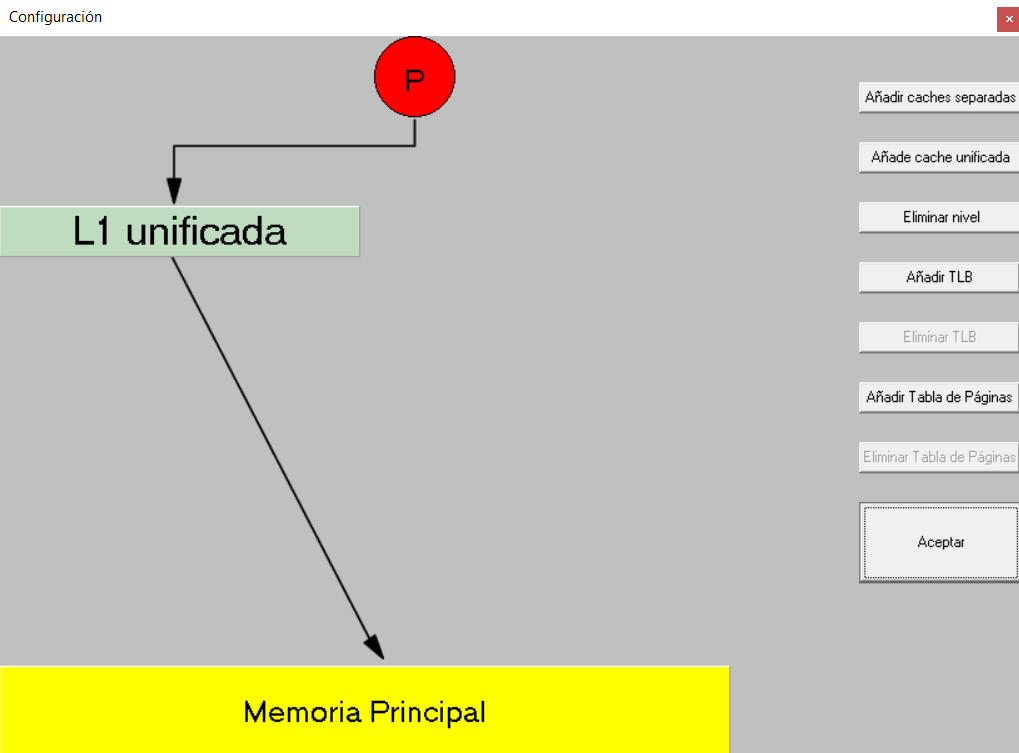 Configuración
×
P
Añadir caches separadas
Añade cache unificada
Eliminar nivel
L1 unificada
Añadir TLB
Eliminar TLB
Añadir Tabla de Páginas
Eliminar Tabla de Páginas
Aceptar
Memoria Principal